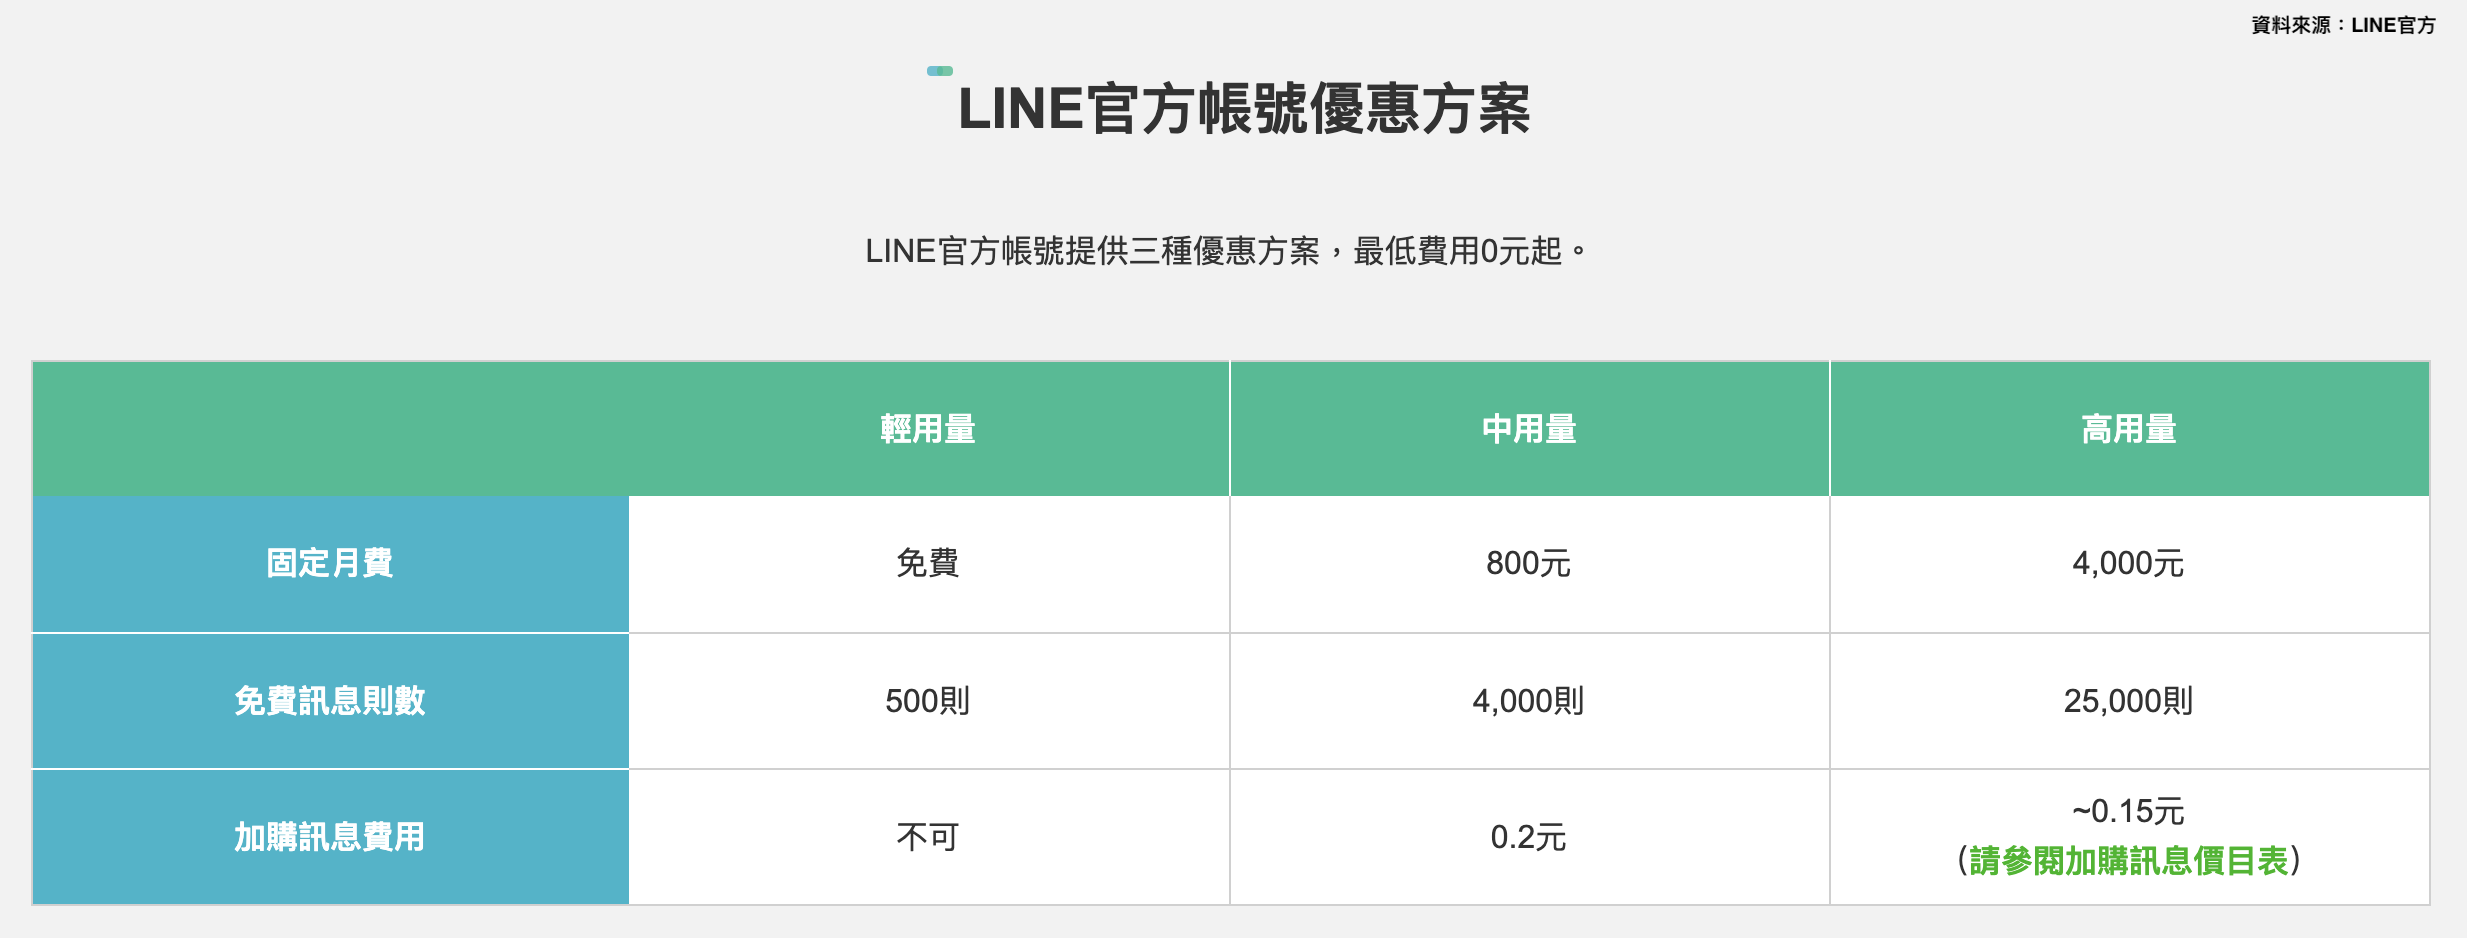 資料來源：LINE官方
LINE官方帳號優惠方案
LINE官方帳號提供三種優惠方案，最低費用0元起。
輕用量 中用量 高用量
固定月費 免費 800元 4,000元
免費訊息則數 500則 4,000則 25,000則
加購訊息費用 不可 0.2元 ~0.15元
(請參閱加購訊息價目表)